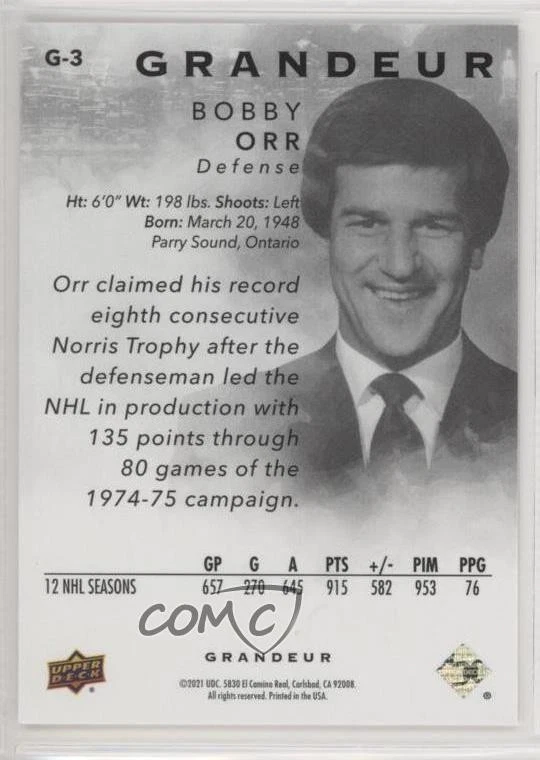 G-3
GRANDEUR
BOBBY
ORR
Defense
Ht: 6'0" Wt: 198 lbs. Shoots: Left
Born: March 20, 1948
Parry Sound, Ontario
Orr claimed his record
eighth consecutive
Norris Trophy after the
defenseman led the
NHL in production with
135 points through
80 games of the
1974-75 campaign.
GP G A PTS +/- PIM PPG
12 NHL SEASONS 657 270 645 915 582 953 76
COMC
GRANDEUR
UPPER
DECK
©2021 UDC. 5830 El Camino Real, Carlsbad, CA 92008.
All rights reserved. Printed in the USA.